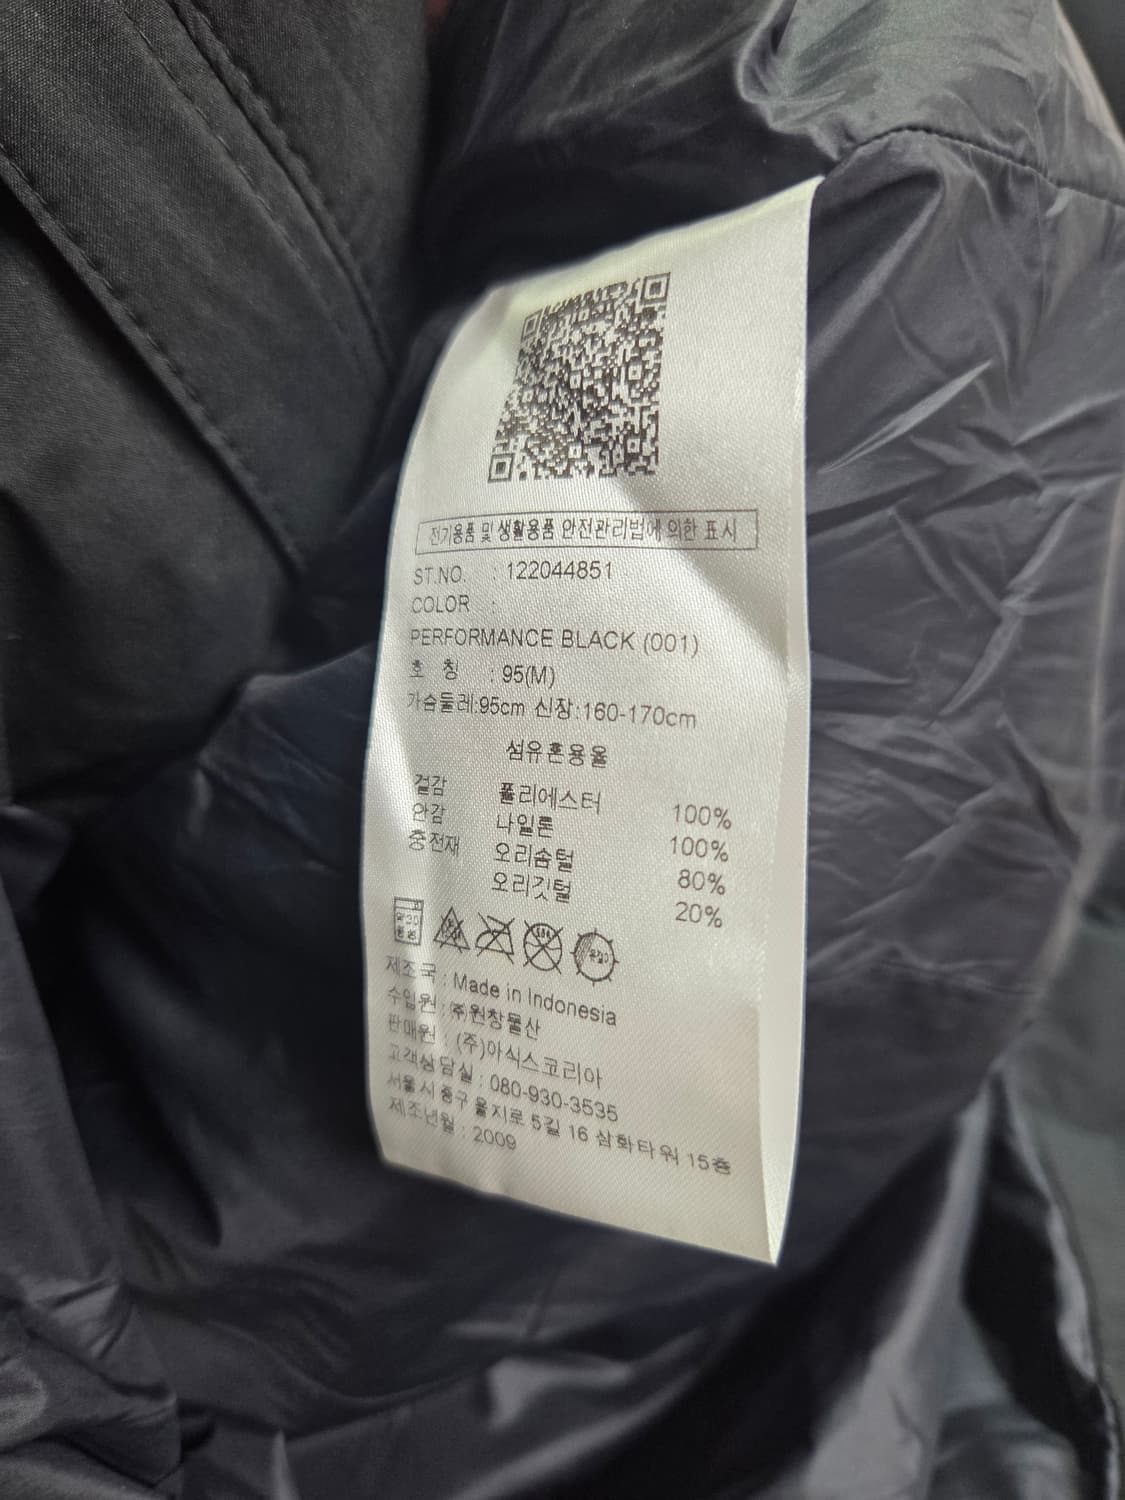 전기용품 및 생활용품 안전관리법에 의한 표시
ST.NO. : 122044851
COLOR :
PERFORMANCE BLACK (001)
호 칭 : 95(M)
가슴둘레:95cm 신장:160-170cm
섬유혼용율
겉감 폴리에스터 100%
안감 나일론 100%
충전재 오리솜털 80%
오리깃털 20%
제조국 : Made in Indonesia
수입원 : (주)원창물산
판매원 : (주)아식스코리아
고객상담실 : 080-930-3535
서울시 중구 을지로 5길 16 삼화타워 15층
제조년월 : 2009